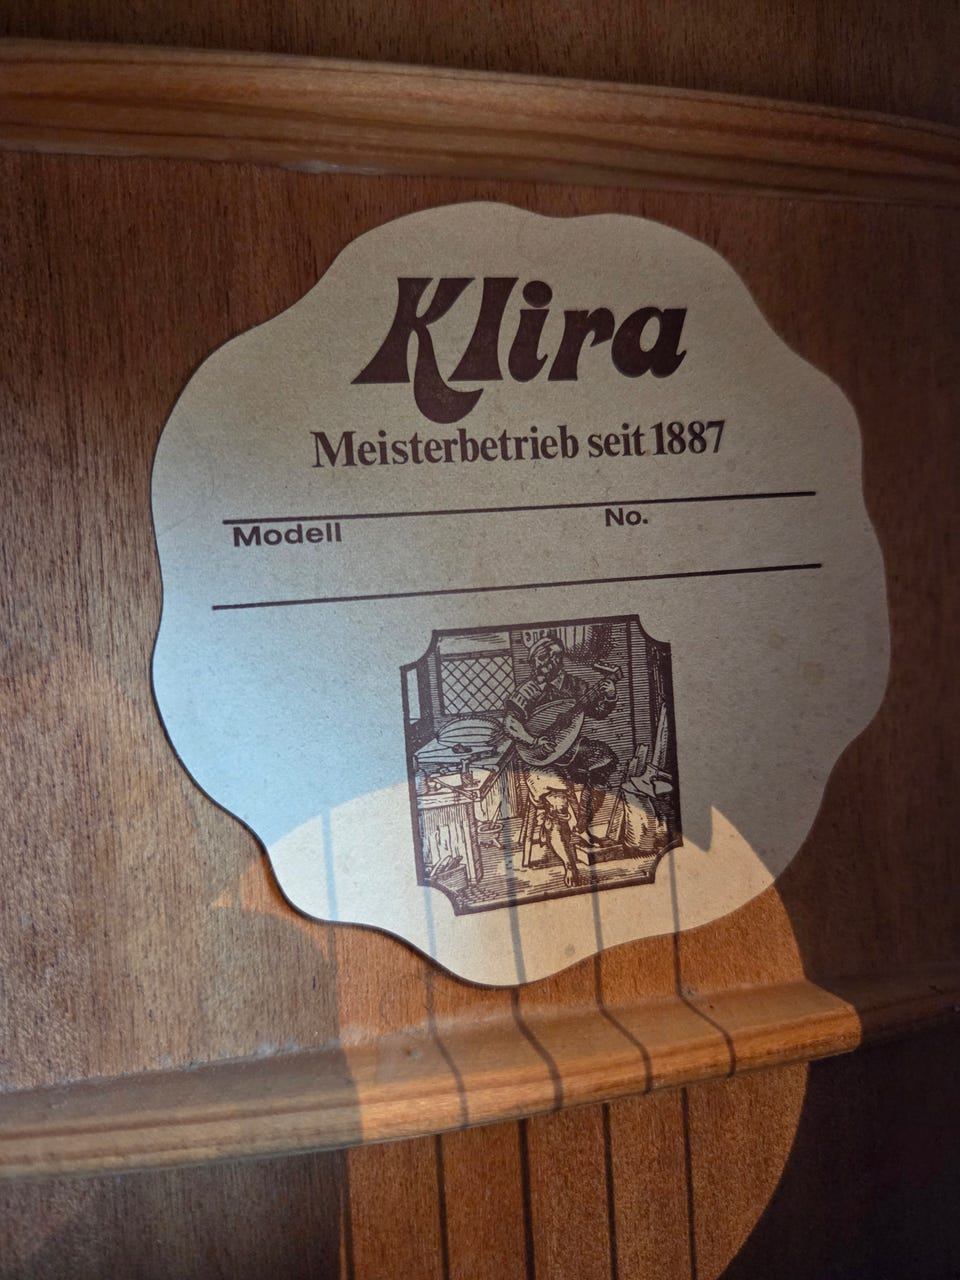 Klira
Meisterbetrieb seit 1887
Modell No.